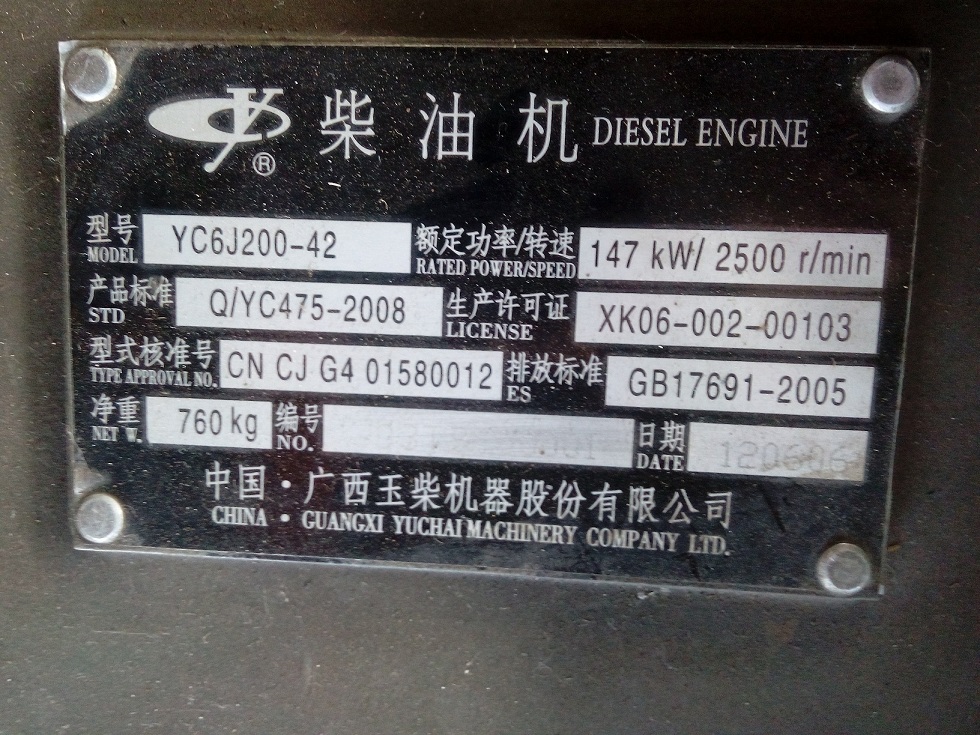 柴油机 DIESEL ENGINE
型号 MODEL YC6J200-42 额定功率/转速 RATED POWER/SPEED 147 kW/ 2500 r/min
产品标准 STD Q/YC475-2008 生产许可证 LICENSE XK06-002-00103
型式核准号 TYPE APPROVAL NO. CN CJ G4 01580012 排放标准 ES GB17691-2005
净重 NET W. 760 kg 编号 NO. 日期 DATE
中国·广西玉柴机器股份有限公司
CHINA · GUANGXI YUCHAI MACHINERY COMPANY LTD.